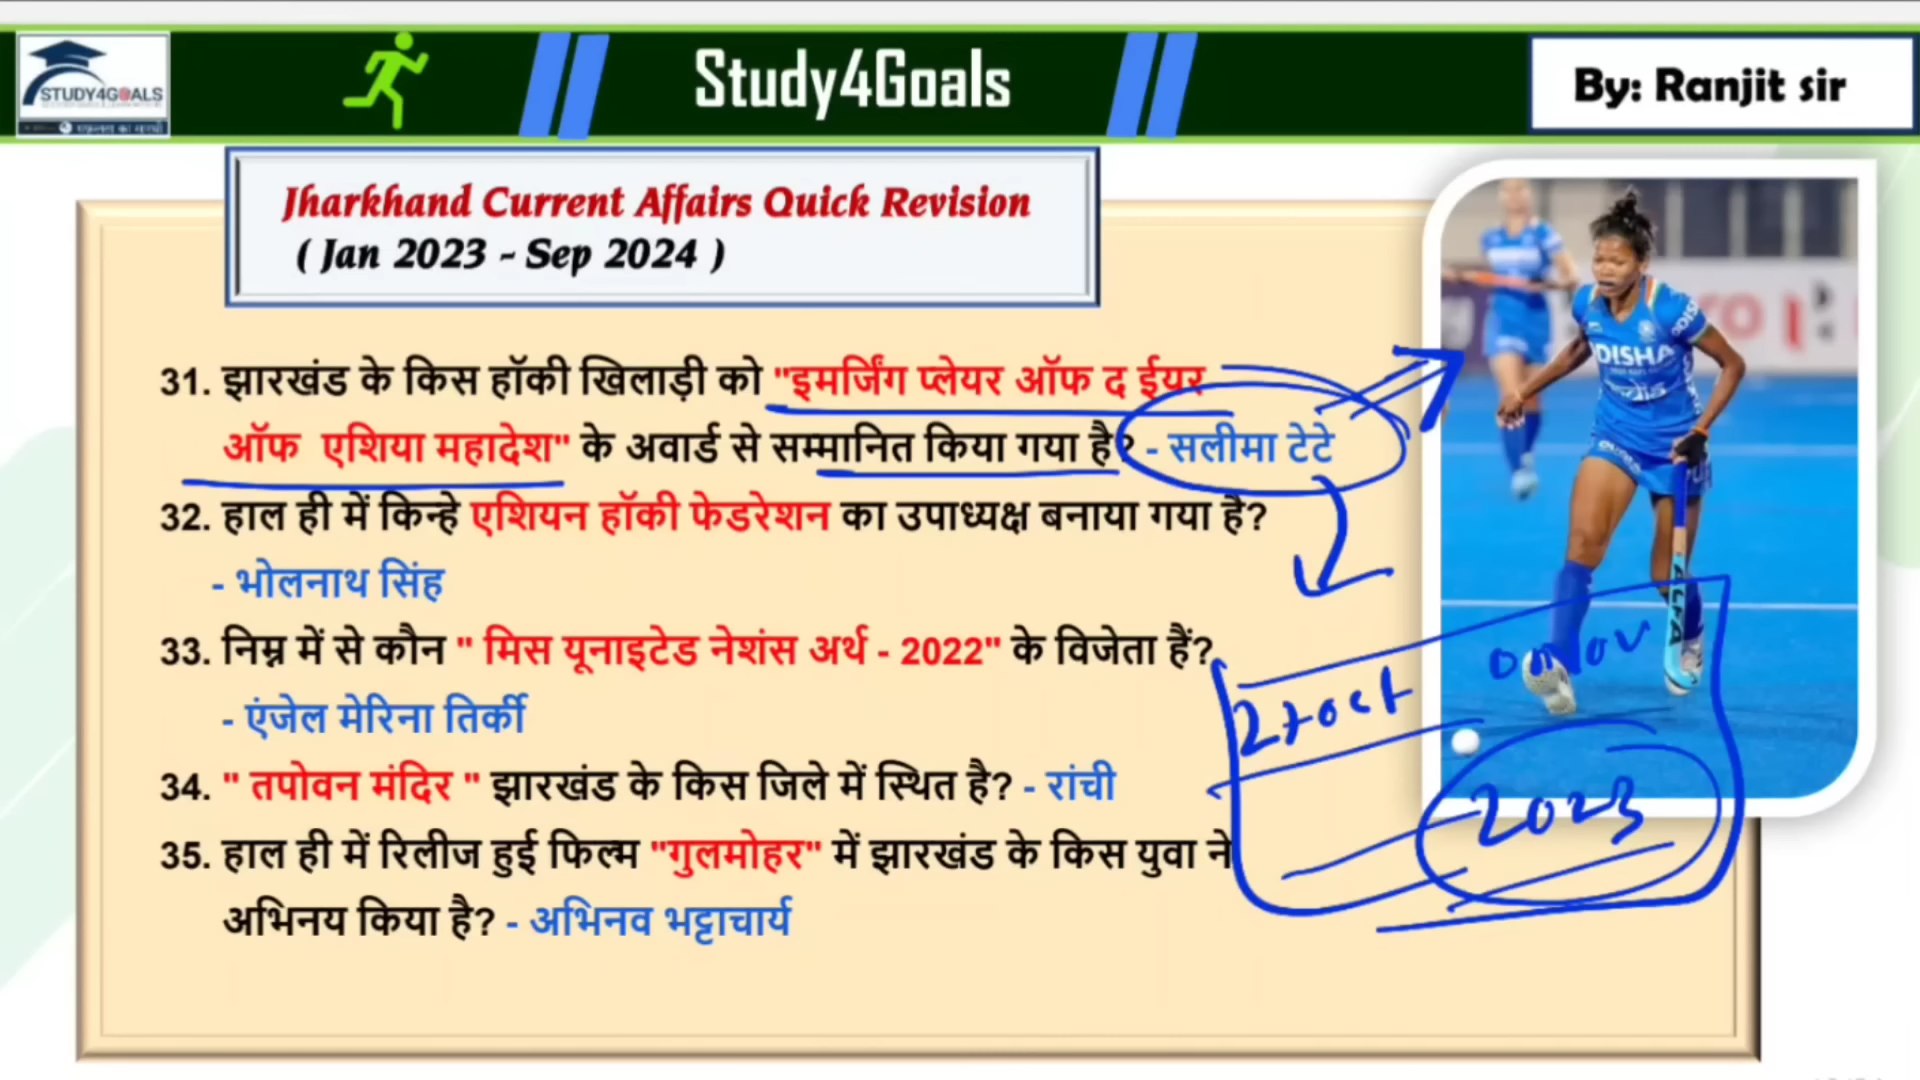 STUDY4GOALS
Study4Goals
By: Ranjit sir
Jharkhand Current Affairs Quick Revision
( Jan 2023 - Sep 2024 )
31. झारखंड के किस हॉकी खिलाड़ी को "इमर्जिंग प्लेयर ऑफ द ईयर
ऑफ एशिया महादेश" के अवार्ड से सम्मानित किया गया है? - सलीमा टेटे
32. हाल ही में किन्हे एशियन हॉकी फेडरेशन का उपाध्यक्ष बनाया गया है?
- भोलनाथ सिंह
33. निम्न में से कौन " मिस यूनाइटेड नेशंस अर्थ - 2022" के विजेता हैं?
- एंजेल मेरिना तिर्की
34. " तपोवन मंदिर " झारखंड के किस जिले में स्थित है? - रांची
35. हाल ही में रिलीज हुई फिल्म "गुलमोहर" में झारखंड के किस युवा ने
अभिनय किया है? - अभिनव भट्टाचार्य
ODISHA
27 oct
2023